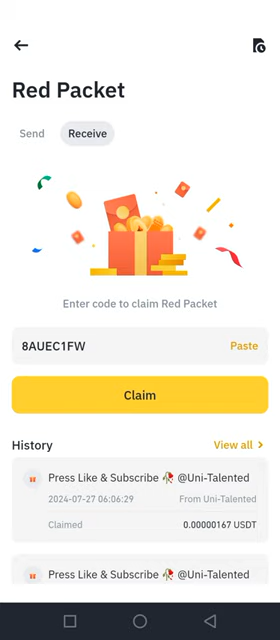 Red Packet
Send
Receive
Enter code to claim Red Packet
8AUEC1FW
Paste
Claim
History
View all
Press Like & Subscribe 🥀 @Uni-Talented
2024-07-27 06:06:29
From Uni-Talented
Claimed
0.00000167 USDT
Press Like & Subscribe 🥀 @Uni-Talented